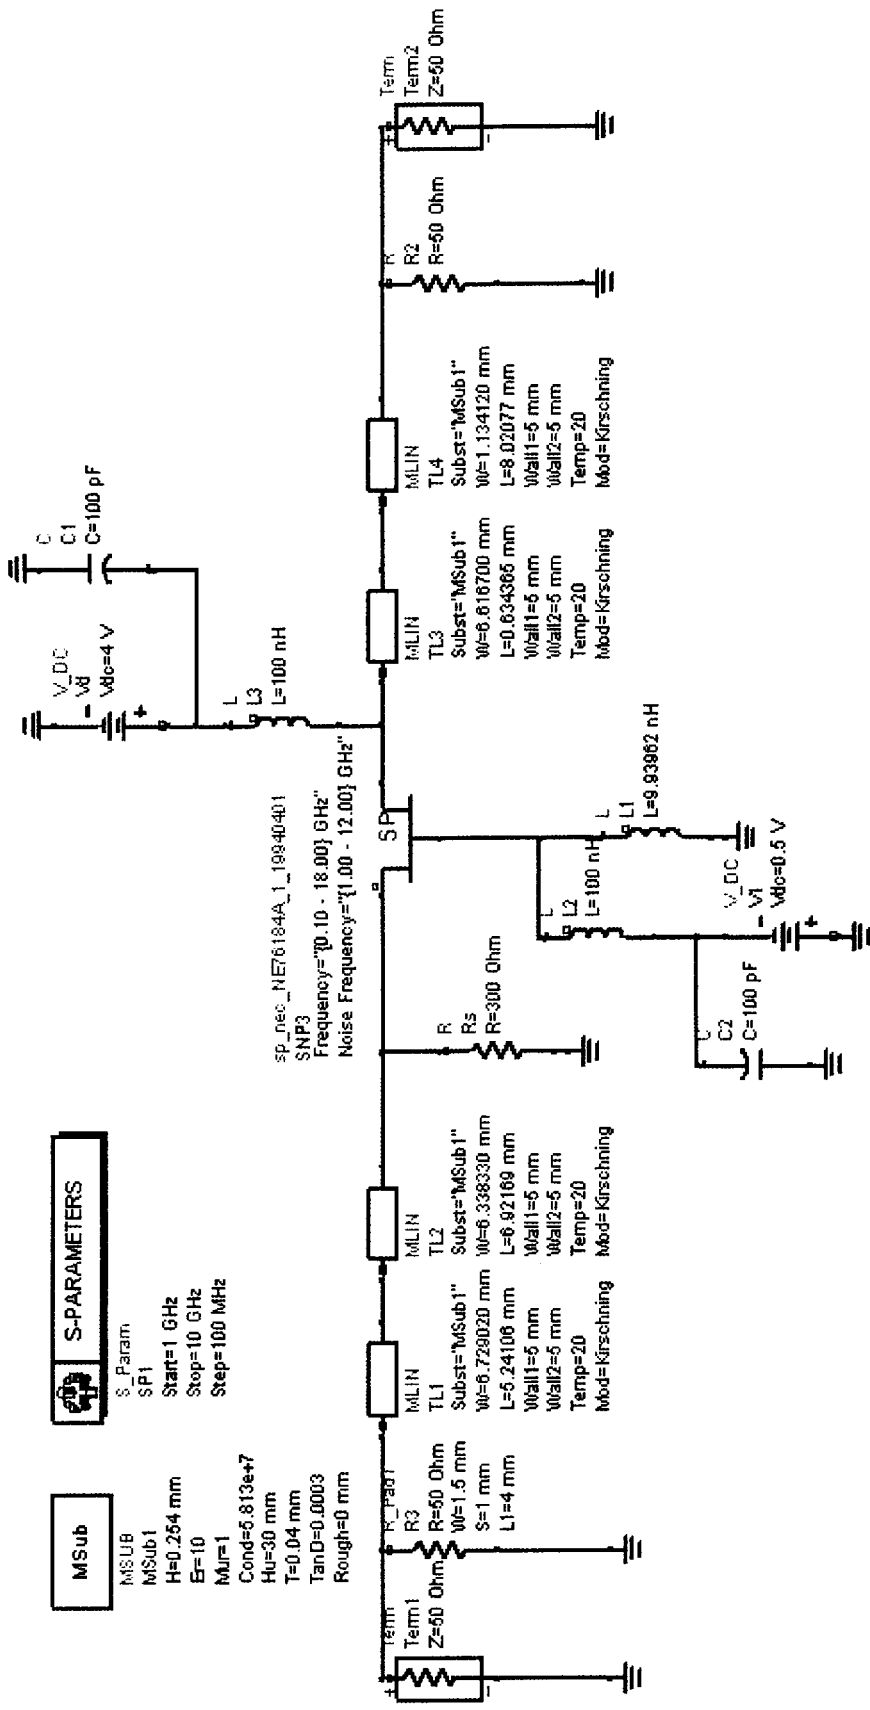 MSub
MSUB
MSub1
H=0.254 mm
Er=10
Mur=1
Cond=5.813e+7
Hu=30 mm
T=0.04 mm
TanD=0.0003
Rough=0 mm
S-PARAMETERS
S_Param
SP1
Start=1 GHz
Stop=10 GHz
Step=100 MHz
Term
Term1
Z=50 Ohm
R_Pad1
R3
R=50 Ohm
W=1.5 mm
S=1 mm
L1=4 mm
MLIN
TL1
Subst="MSub1"
W=6.729020 mm
L=5.24106 mm
Wall1=5 mm
Wall2=5 mm
Temp=20
Mod=Kirschning
MLIN
TL2
Subst="MSub1"
W=6.338330 mm
L=6.92169 mm
Wall1=5 mm
Wall2=5 mm
Temp=20
Mod=Kirschning
R
Rs
R=300 Ohm
sp_nec_NE76184A_1_19940401
SNP3
Frequency="{0.10 - 18.00} GHz"
Noise Frequency="{1.00 - 12.00} GHz"
SP
C
C2
C=100 pF
L
L2
L=100 nH
V_DC
V1
Vdc=0.5 V
L
L1
L=9.93962 nH
L
L3
L=100 nH
V_DC
Vd
Vdc=4 V
C
C1
C=100 pF
MLIN
TL3
Subst="MSub1"
W=6.616700 mm
L=0.634365 mm
Wall1=5 mm
Wall2=5 mm
Temp=20
Mod=Kirschning
MLIN
TL4
Subst="MSub1"
W=1.134120 mm
L=8.02077 mm
Wall1=5 mm
Wall2=5 mm
Temp=20
Mod=Kirschning
R
R2
R=50 Ohm
Term
Term2
Z=50 Ohm